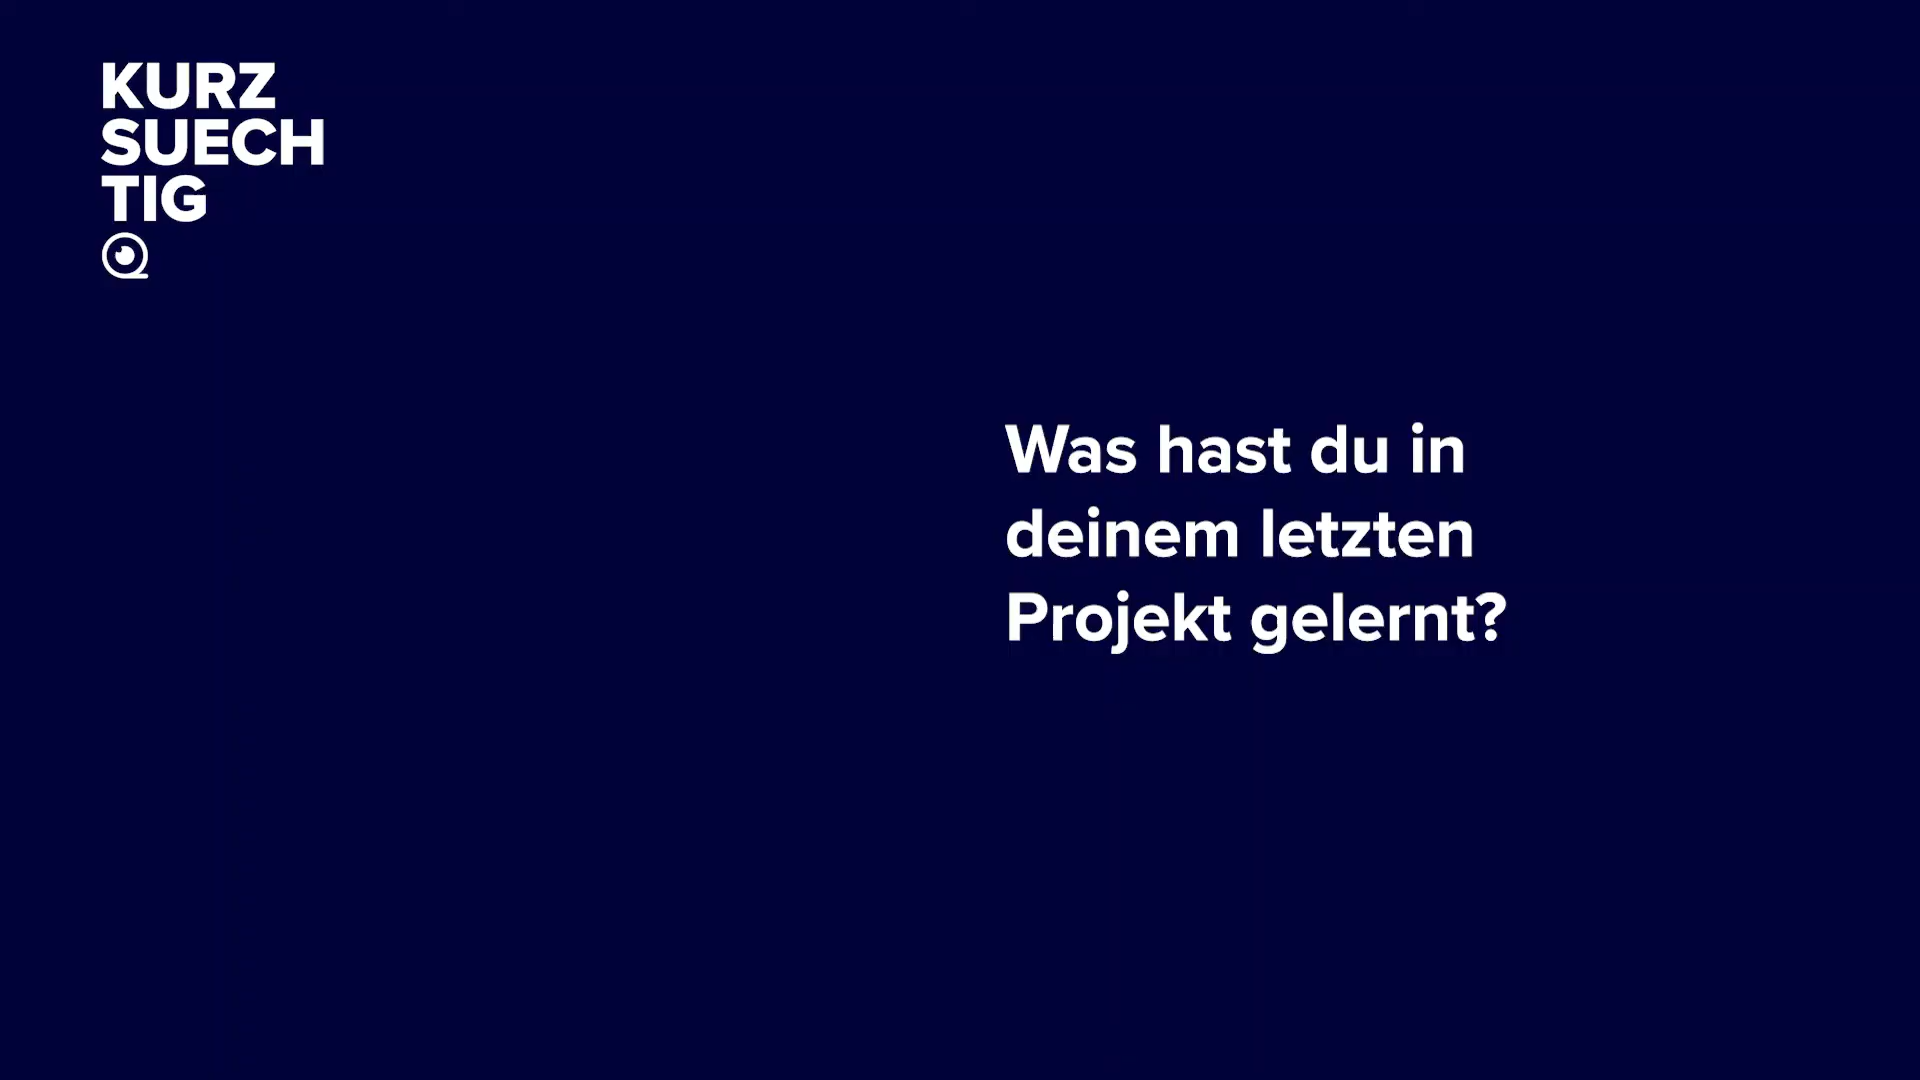 KURZ
SUECH
TIG
Was hast du in
deinem letzten
Projekt gelernt?